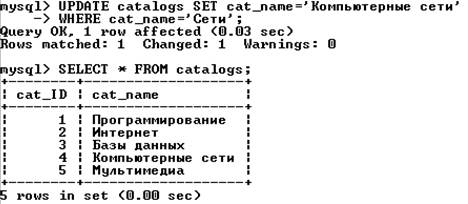 mysql> UPDATE catalogs SET cat_name='Компьютерные сети'
    -> WHERE cat_name='Сети';
Query OK, 1 row affected (0.03 sec)
Rows matched: 1  Changed: 1  Warnings: 0
mysql> SELECT * FROM catalogs;
+--------+-------------------+
| cat_ID | cat_name          |
+--------+-------------------+
|      1 | Программирование  |
|      2 | Интернет          |
|      3 | Базы данных       |
|      4 | Компьютерные сети |
|      5 | Мультимедиа       |
+--------+-------------------+
5 rows in set (0.00 sec)